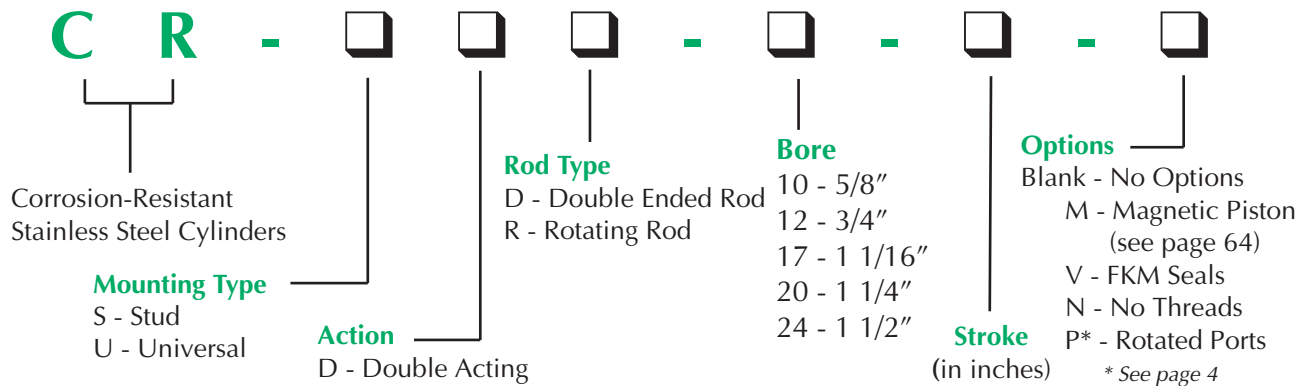 C R - - - -
Corrosion-Resistant
Stainless Steel Cylinders
Mounting Type
S - Stud
U - Universal
Action
D - Double Acting
Rod Type
D - Double Ended Rod
R - Rotating Rod
Bore
10 - 5/8″
12 - 3/4″
17 - 1 1/16″
20 - 1 1/4″
24 - 1 1/2″
Stroke
(in inches)
Options
Blank - No Options
M - Magnetic Piston
(see page 64)
V - FKM Seals
N - No Threads
P* - Rotated Ports
* See page 4